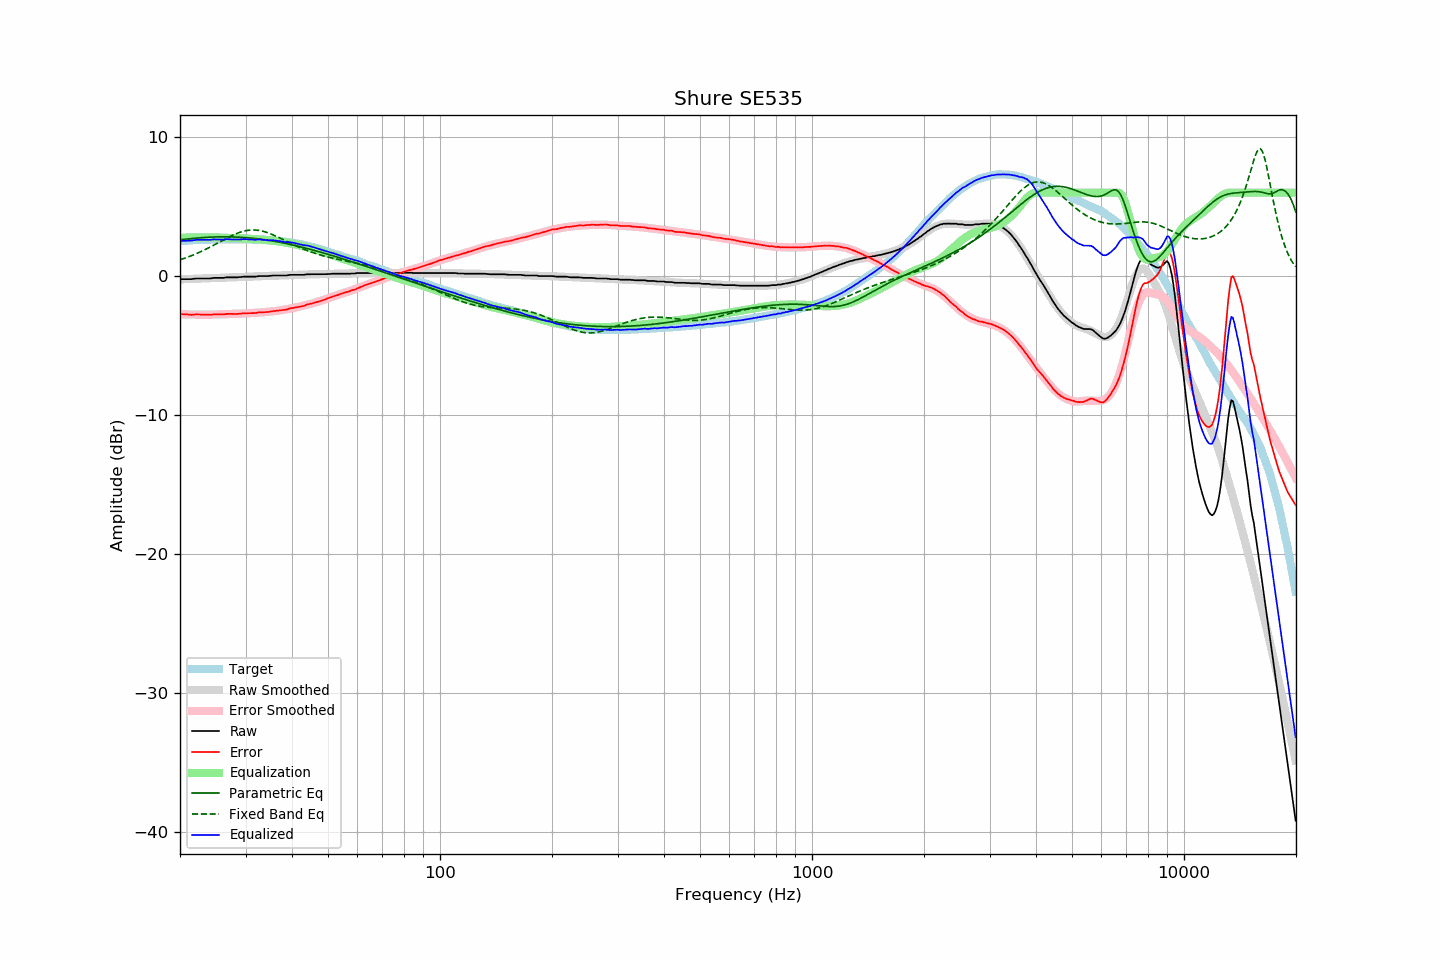 Shure SE535
10
0
−10
−20
−30
−40
Amplitude (dBr)
Target
Raw Smoothed
Error Smoothed
Raw
Error
Equalization
Parametric Eq
Fixed Band Eq
Equalized
100 1000 10000
Frequency (Hz)